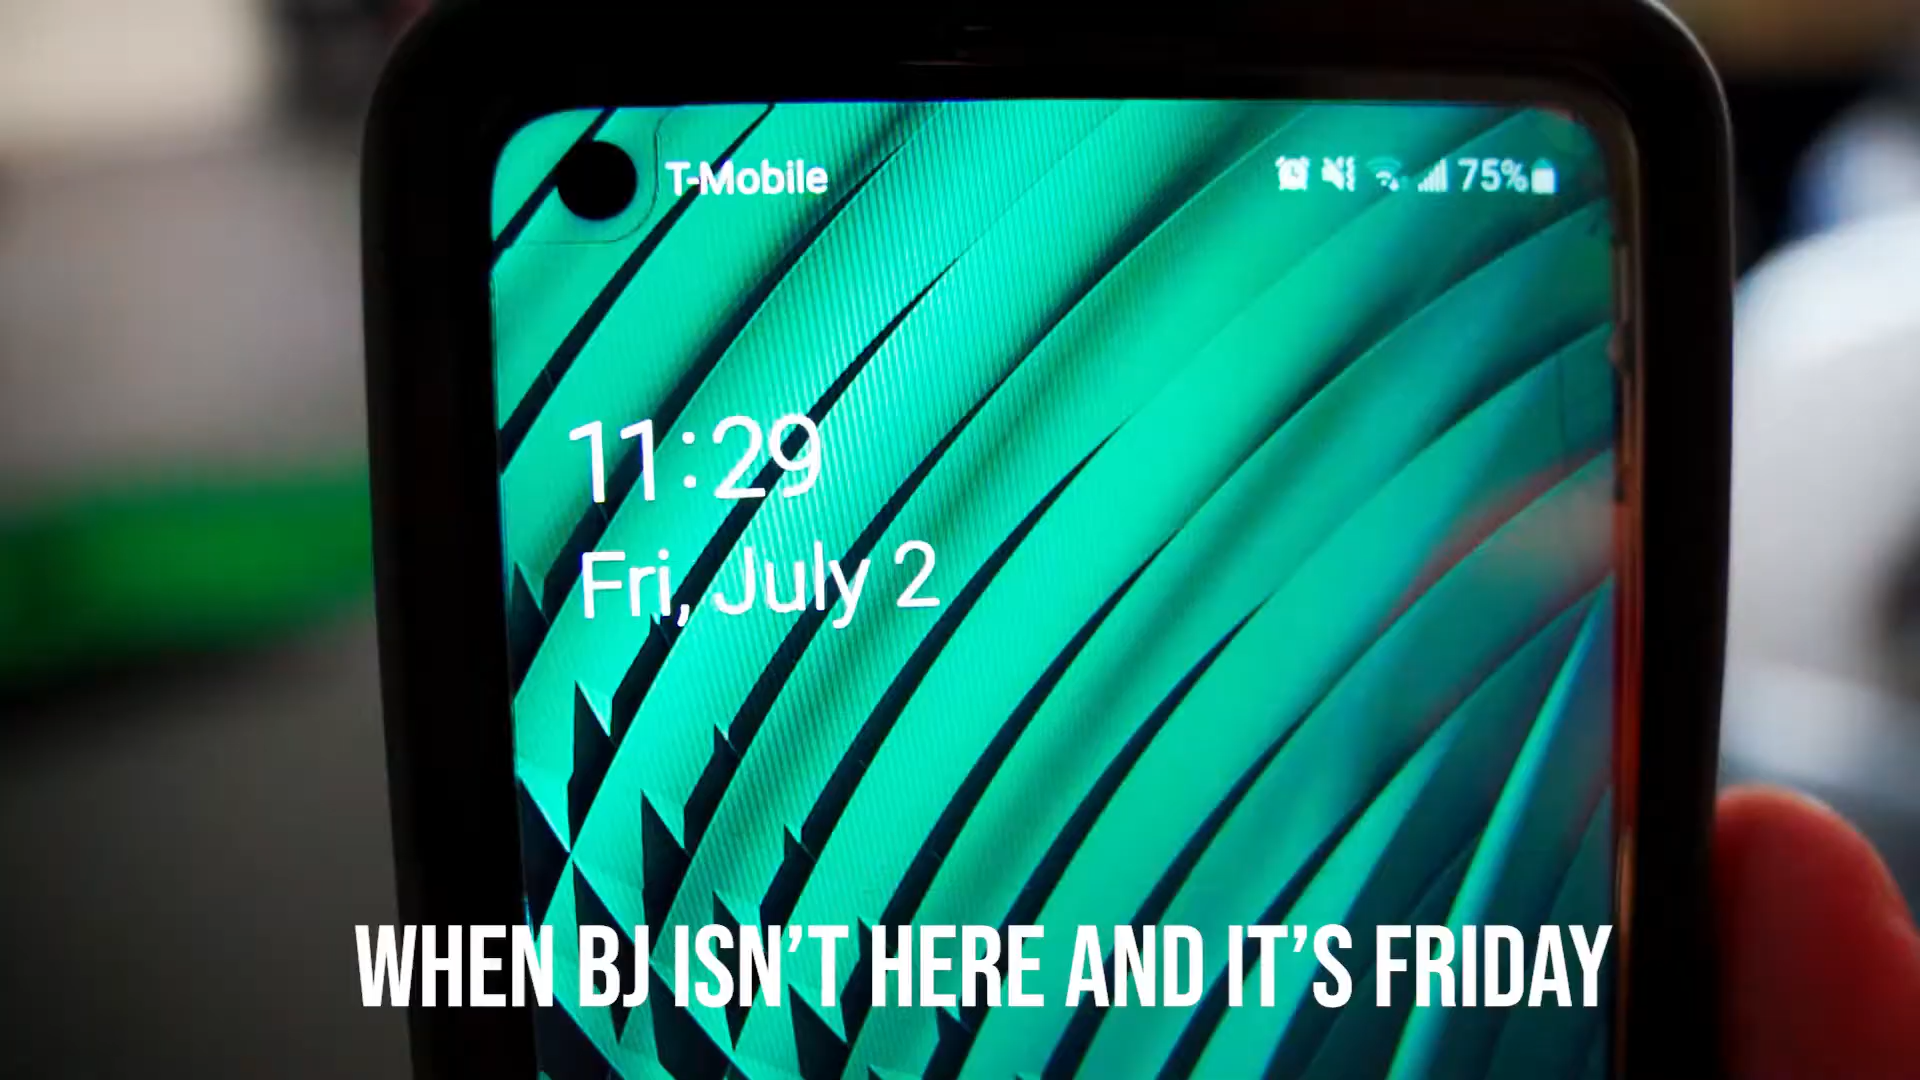 T-Mobile 75%
11:29
Fri, July 2
WHEN BJ ISN'T HERE AND IT'S FRIDAY